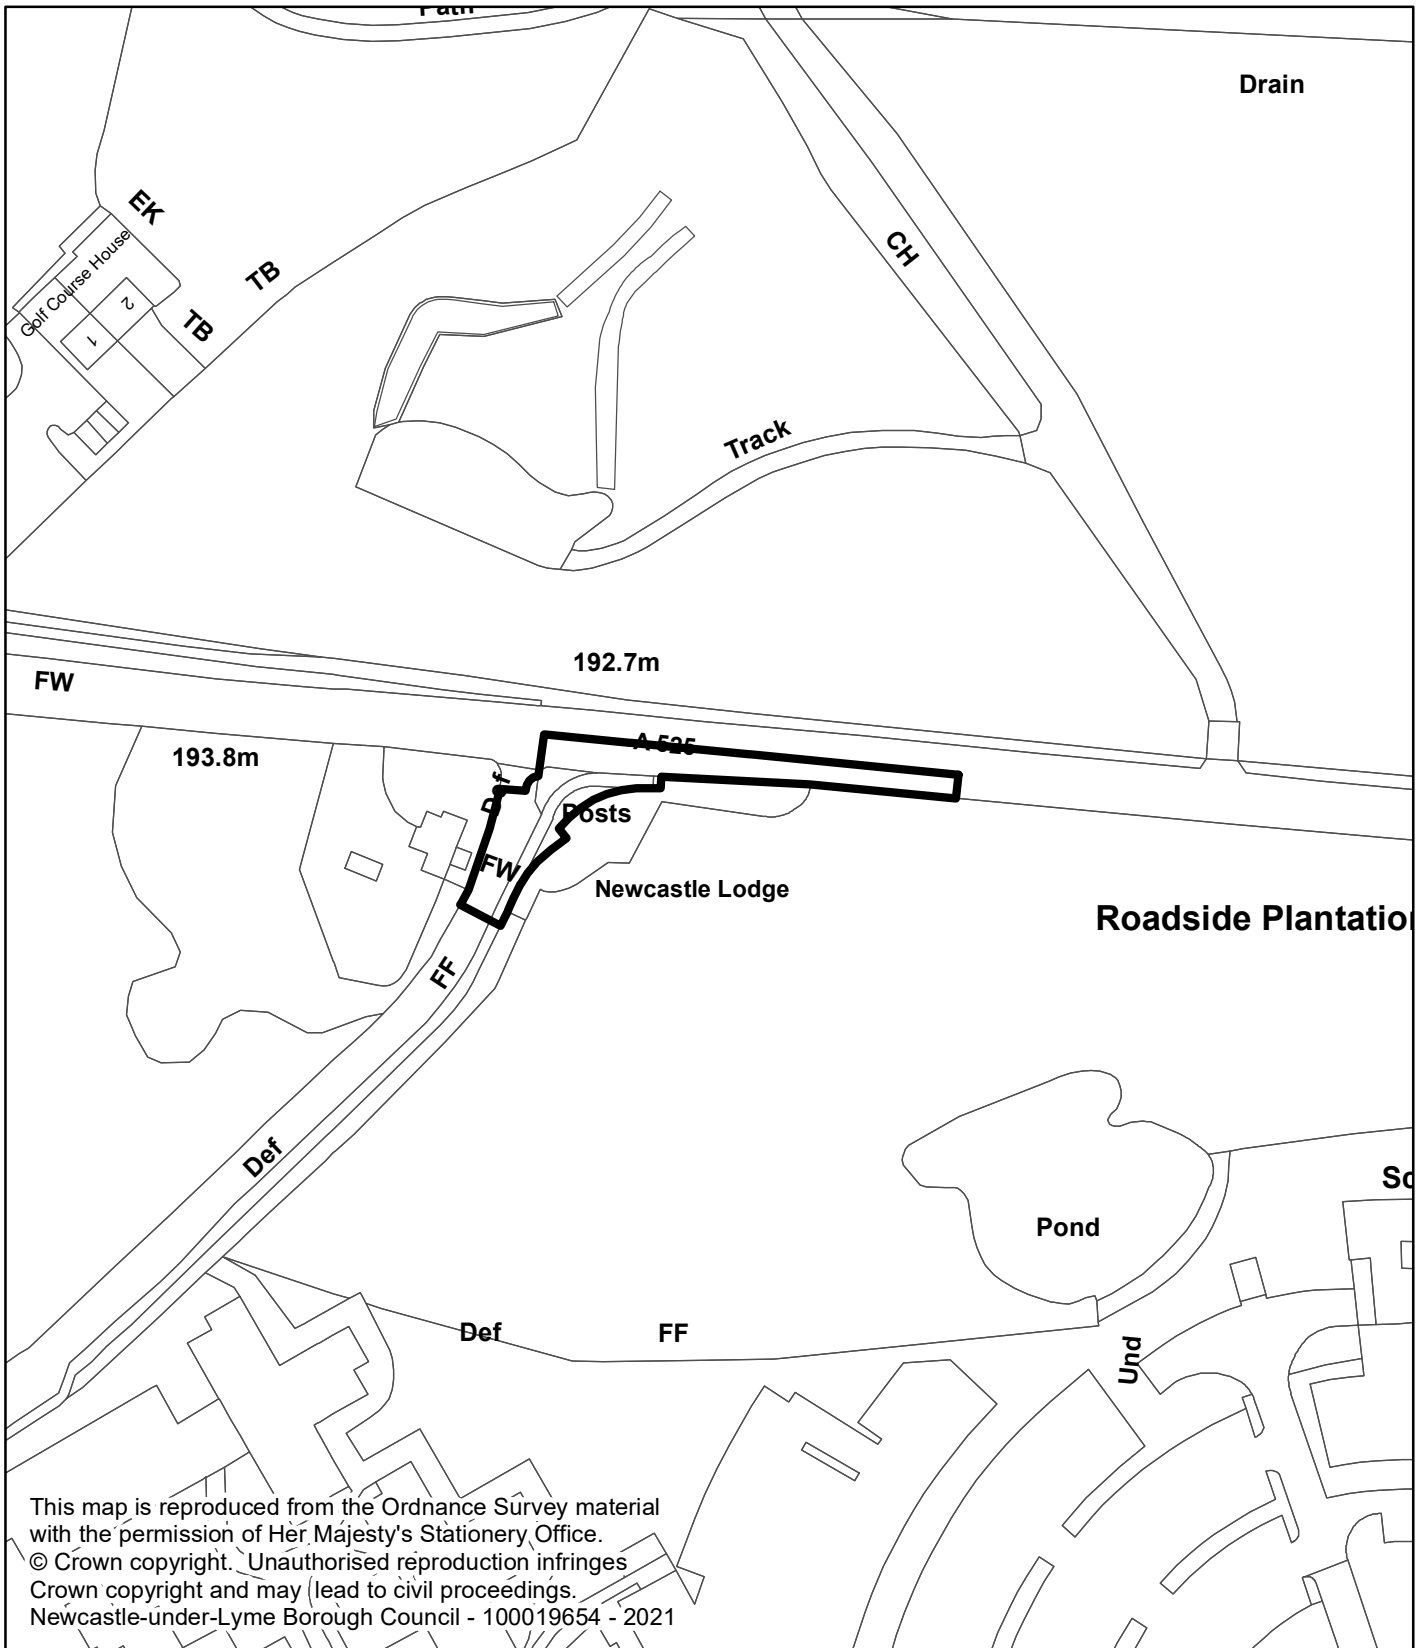 Path
Drain
EK
CH
Golf Course House
TB
2
TB
1
Track
192.7m
FW
A 525
193.8m
Def
Posts
FW
Newcastle Lodge
Roadside Plantation
FF
Def
Pond
Def
FF
Und
This map is reproduced from the Ordnance Survey material
with the permission of Her Majesty's Stationery Office.
© Crown copyright. Unauthorised reproduction infringes
Crown copyright and may lead to civil proceedings.
Newcastle-under-Lyme Borough Council - 100019654 - 2021